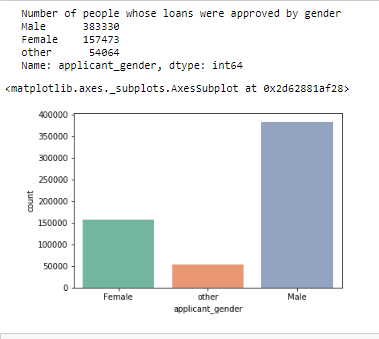 Number of people whose loans were approved by gender
Male 383330
Female 157473
other 54064
Name: applicant_gender, dtype: int64
<matplotlib.axes._subplots.AxesSubplot at 0x2d62881af28>
400000
350000
300000
250000
200000
150000
100000
50000
0
count
Female other Male
applicant_gender